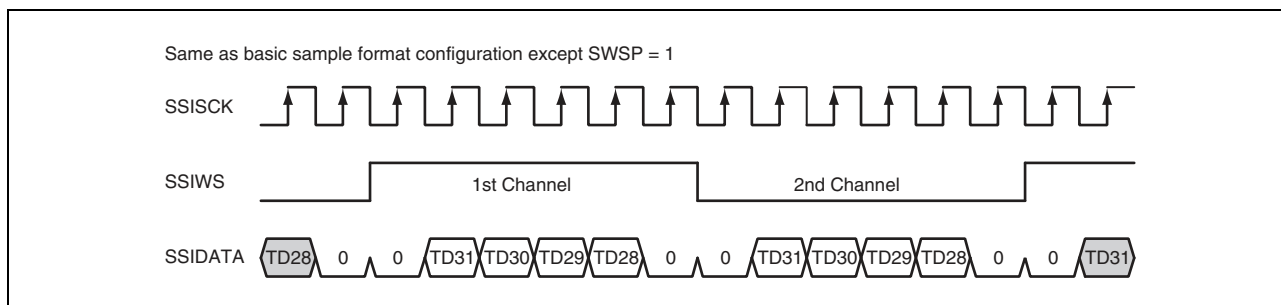 Same as basic sample format configuration except SWSP = 1
SSISCK
SSIWS 1st Channel 2nd Channel
SSIDATA TD28 0 0 TD31 TD30 TD29 TD28 0 0 TD31 TD30 TD29 TD28 0 0 TD31